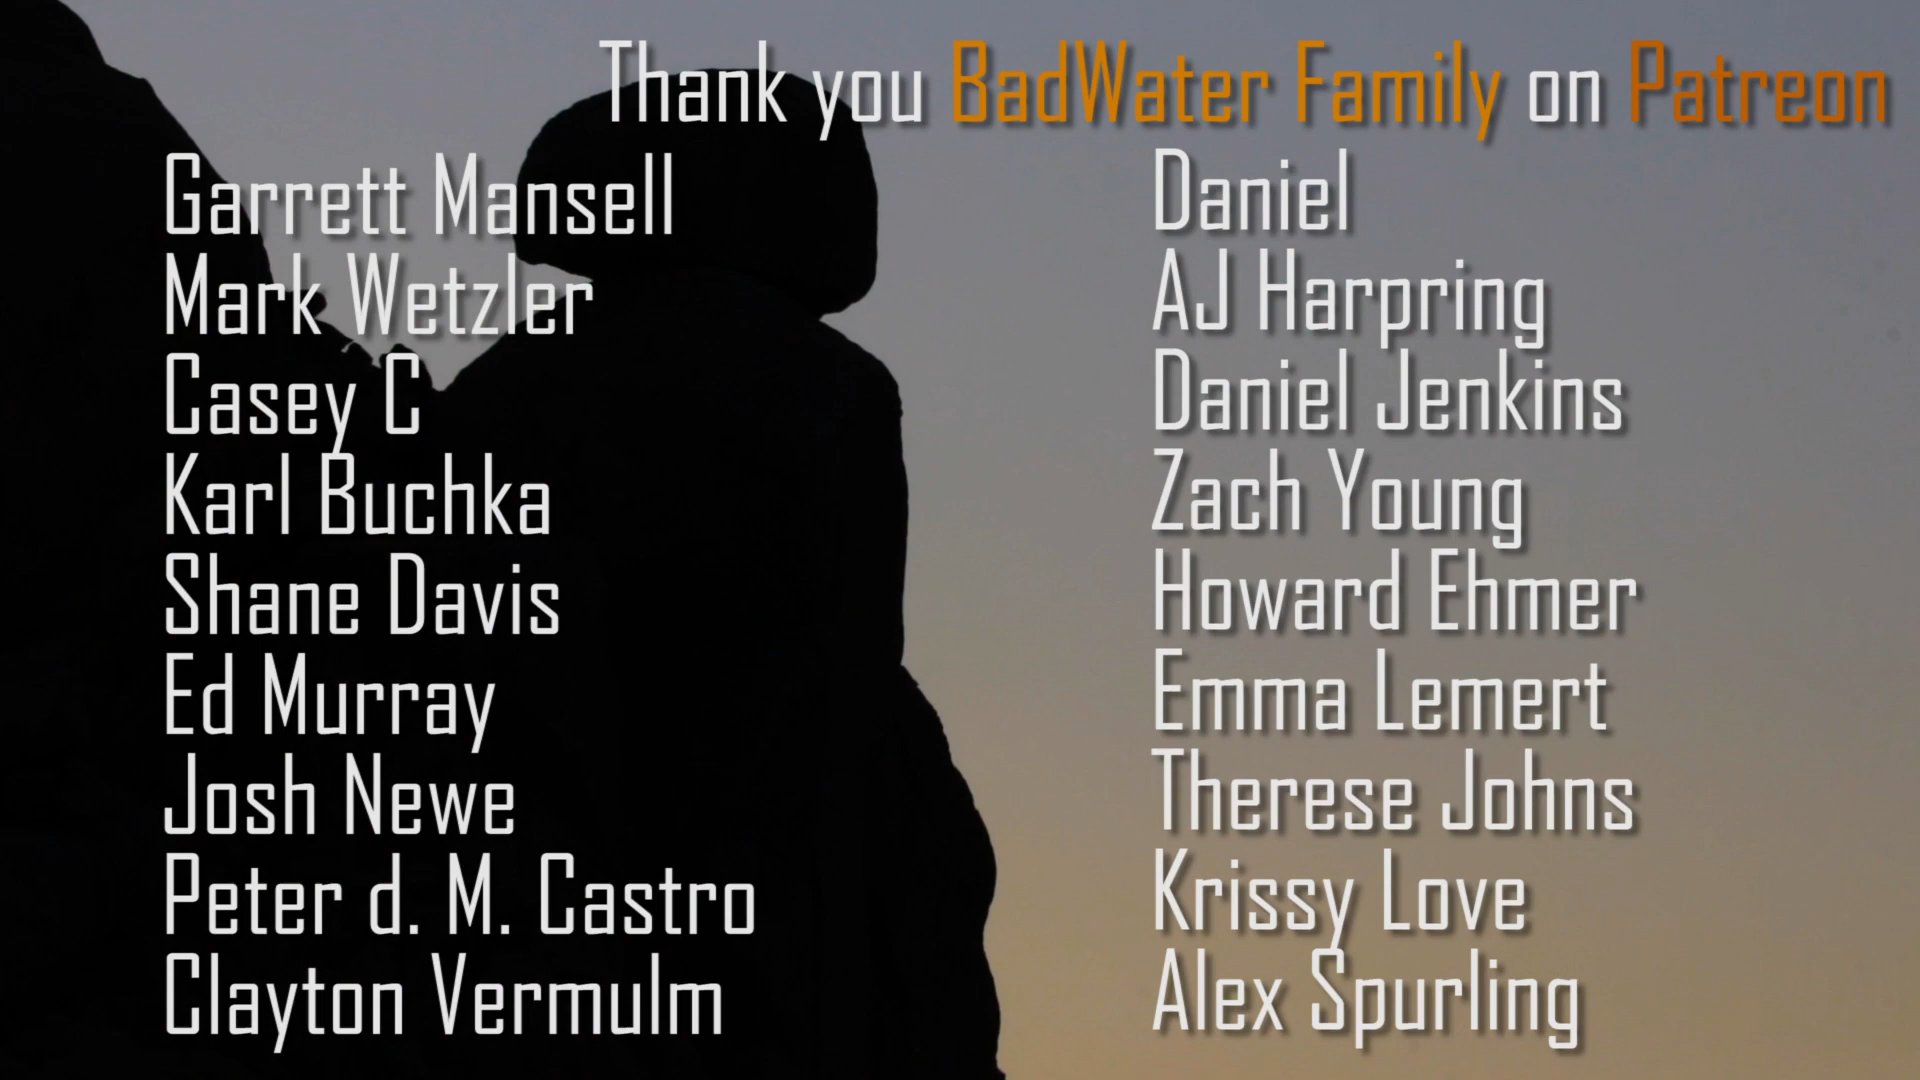 Thank you BadWater Family on Patreon
Garrett Mansell
Mark Wetzler
Casey C
Karl Buchka
Shane Davis
Ed Murray
Josh Newe
Peter d. M. Castro
Clayton Vermulm
Daniel
AJ Harpring
Daniel Jenkins
Zach Young
Howard Ehmer
Emma Lemert
Therese Johns
Krissy Love
Alex Spurling